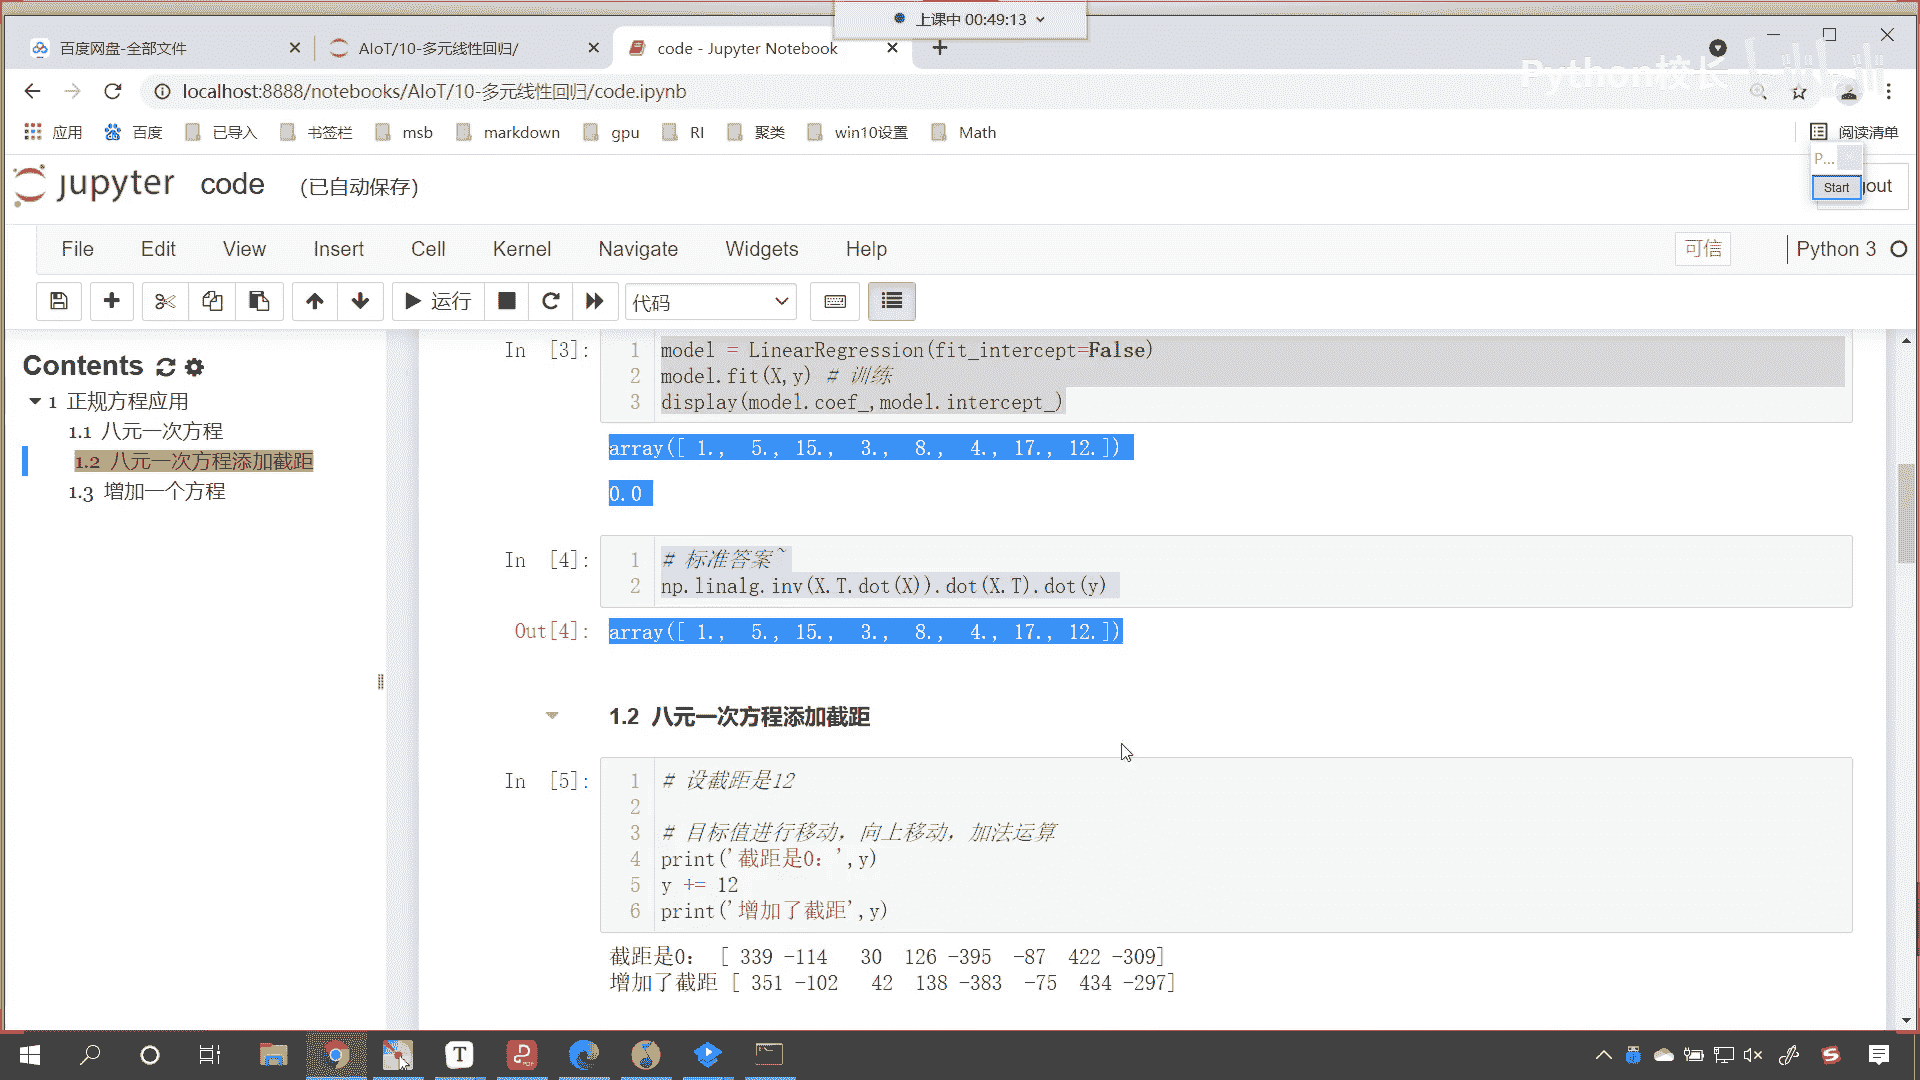 上课中 00:49:13
百度网盘-全部文件
AIoT/10-多元线性回归/
code - Jupyter Notebook
Python校长
localhost:8888/notebooks/AIoT/10-多元线性回归/code.ipynb
应用 百度 已导入 书签栏 msb markdown gpu RI 聚类 win10设置 Math 阅读清单
P...
Start
jupyter code (已自动保存)
out
File Edit View Insert Cell Kernel Navigate Widgets Help 可信 Python 3
运行 代码
Contents
1 正规方程应用
1.1 八元一次方程
1.2 八元一次方程添加截距
1.3 增加一个方程
In [3]:
1 model = LinearRegression(fit_intercept=False)
2 model.fit(X,y) # 训练
3 display(model.coef_,model.intercept_)
array([ 1.,  5., 15.,  3.,  8.,  4., 17., 12.])
0.0
In [4]:
1 # 标准答案~
2 np.linalg.inv(X.T.dot(X)).dot(X.T).dot(y)
Out[4]: array([ 1.,  5., 15.,  3.,  8.,  4., 17., 12.])
1.2 八元一次方程添加截距
In [5]:
1 # 设截距是12
2
3 # 目标值进行移动，向上移动，加法运算
4 print('截距是0：',y)
5 y += 12
6 print('增加了截距',y)
截距是0： [ 339 -114   30  126 -395  -87  422 -309]
增加了截距 [ 351 -102   42  138 -383  -75  434 -297]